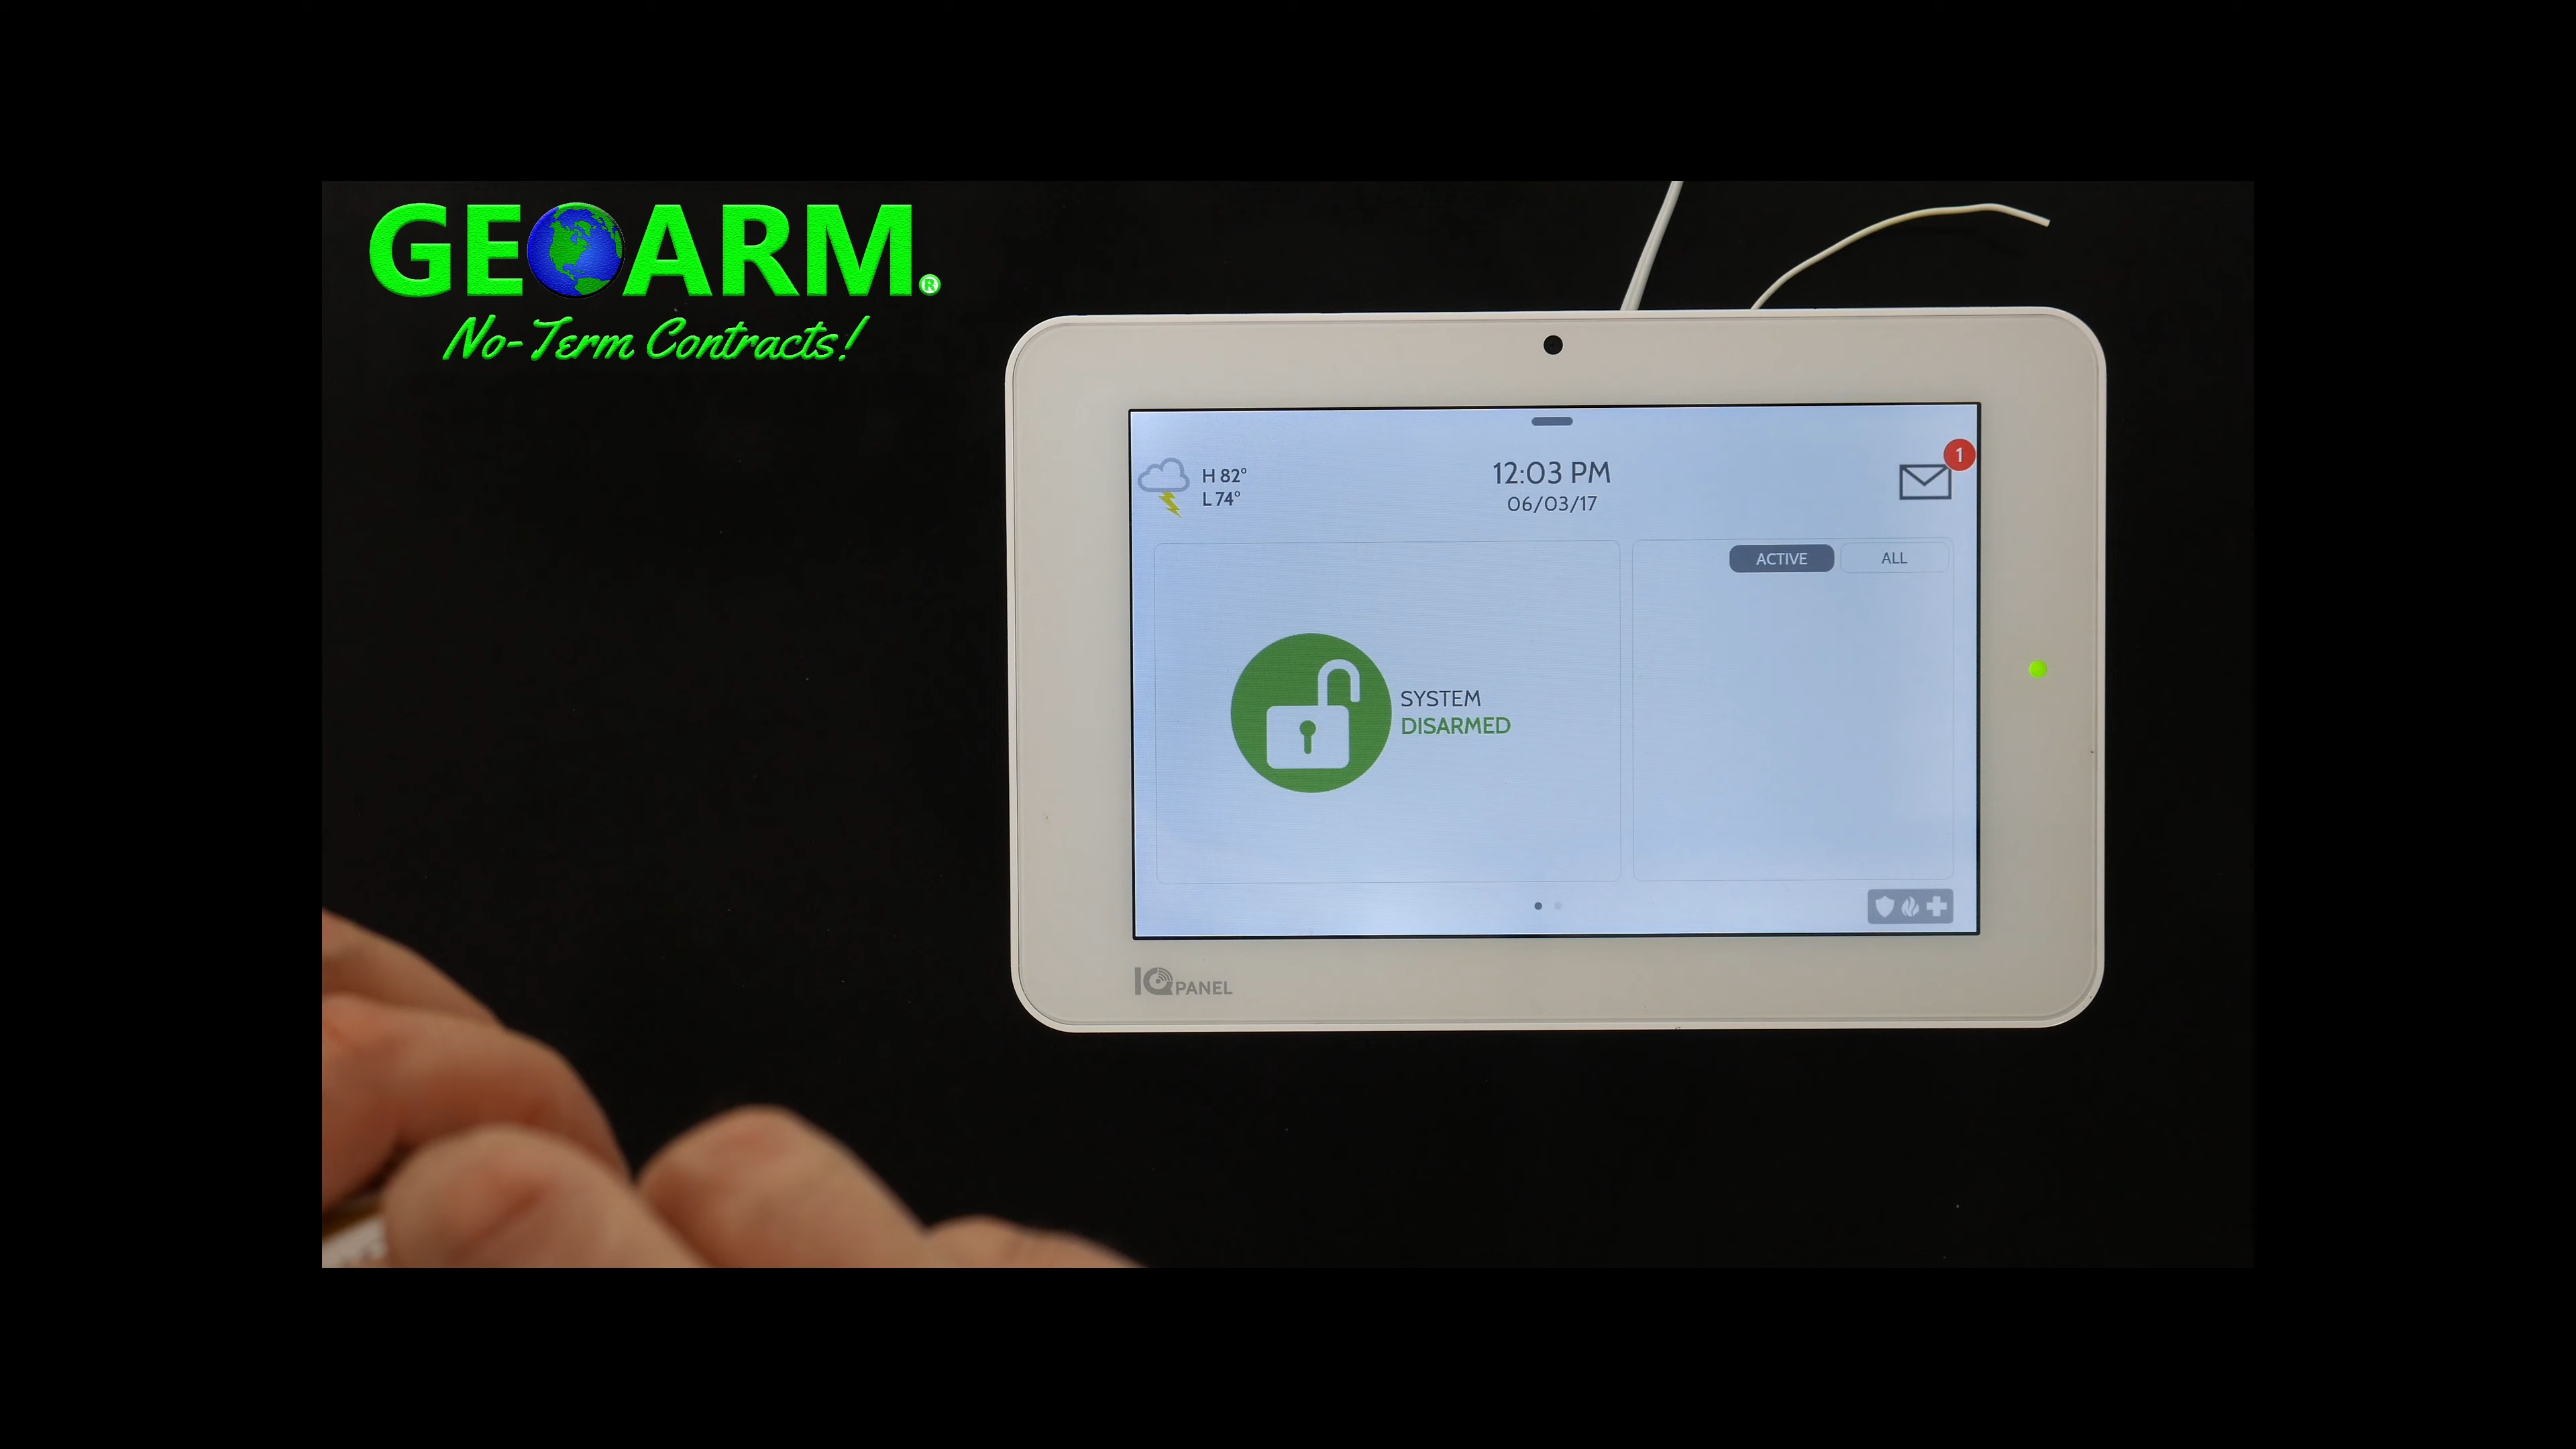 GEOARM®
No-Term Contracts!
H 82°
L 74°
12:03 PM
06/03/17
1
ACTIVE
ALL
SYSTEM
DISARMED
IQ PANEL